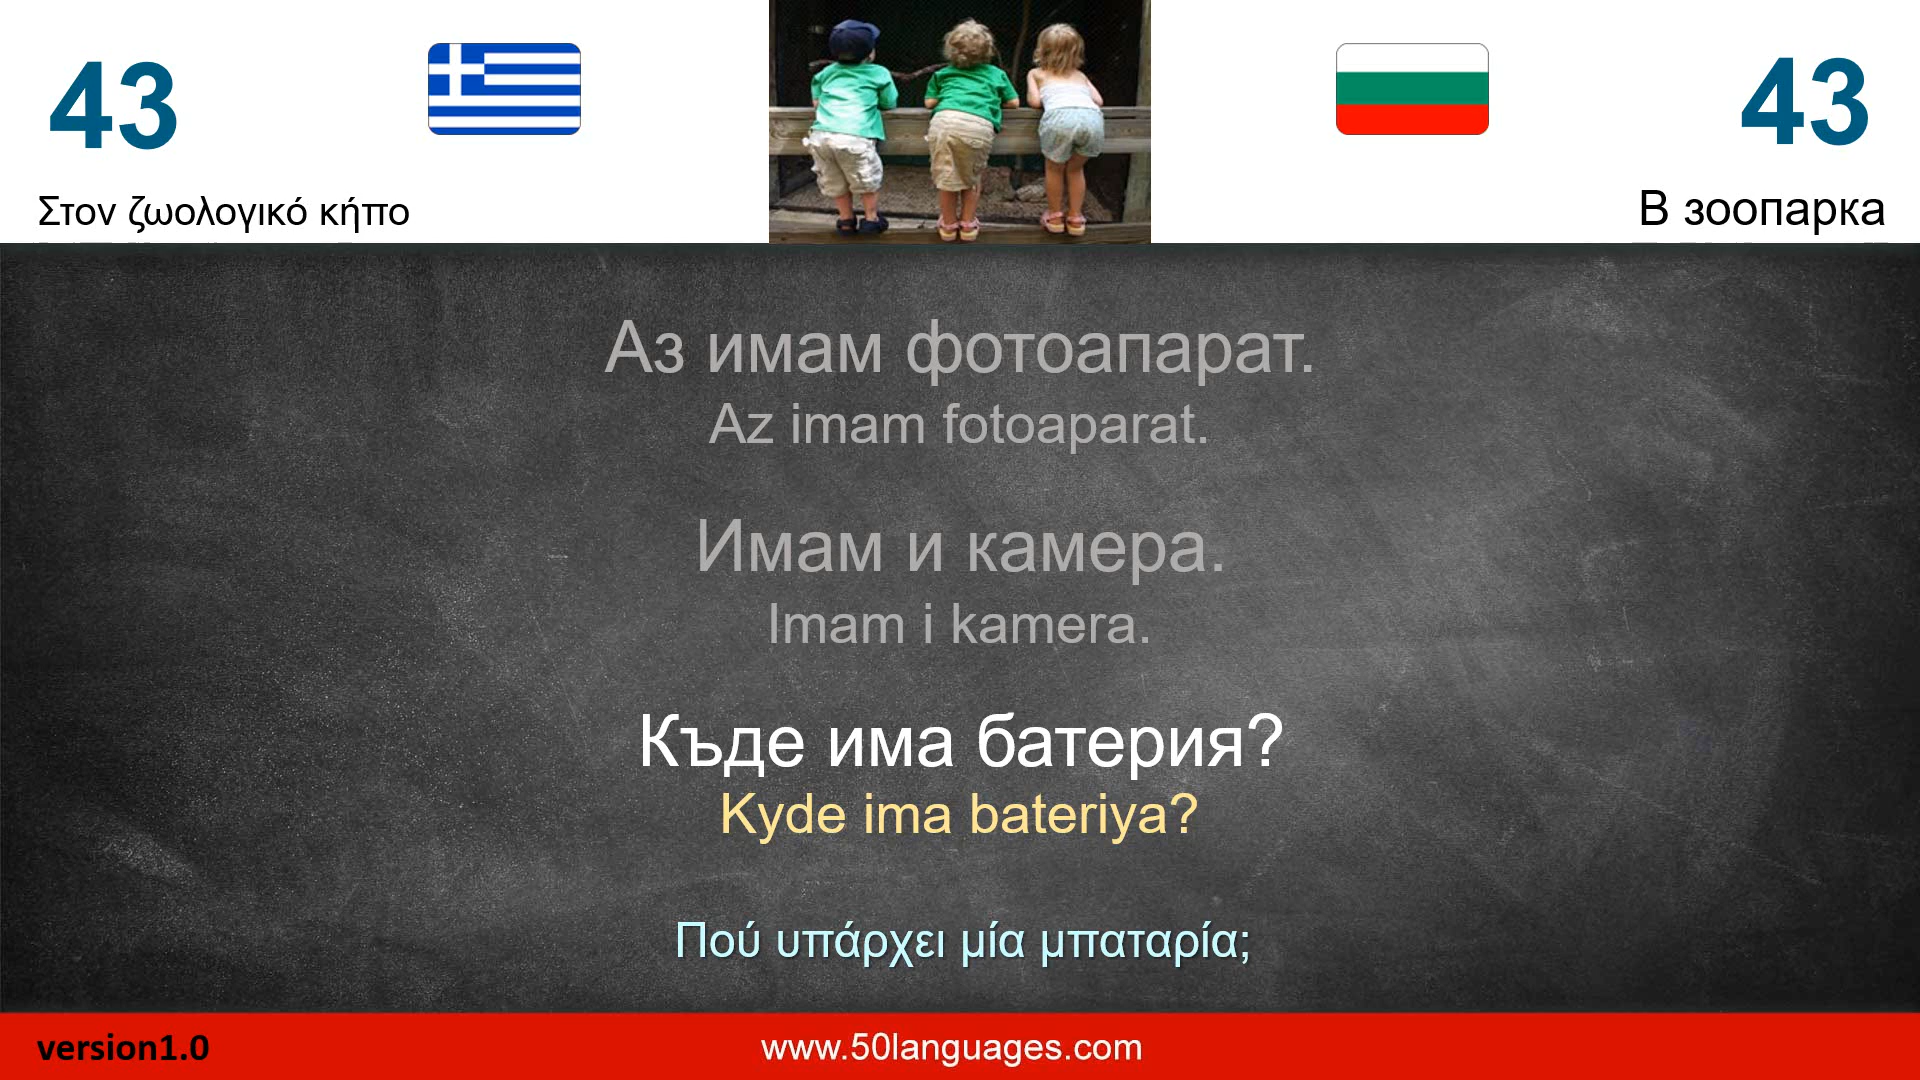 43
43
Στον ζωολογικό κήπο
В зоопарка
Аз имам фотоапарат.
Az imam fotoaparat.
Имам и камера.
Imam i kamera.
Къде има батерия?
Kyde ima bateriya?
Πού υπάρχει μία μπαταρία;
version1.0
www.50languages.com